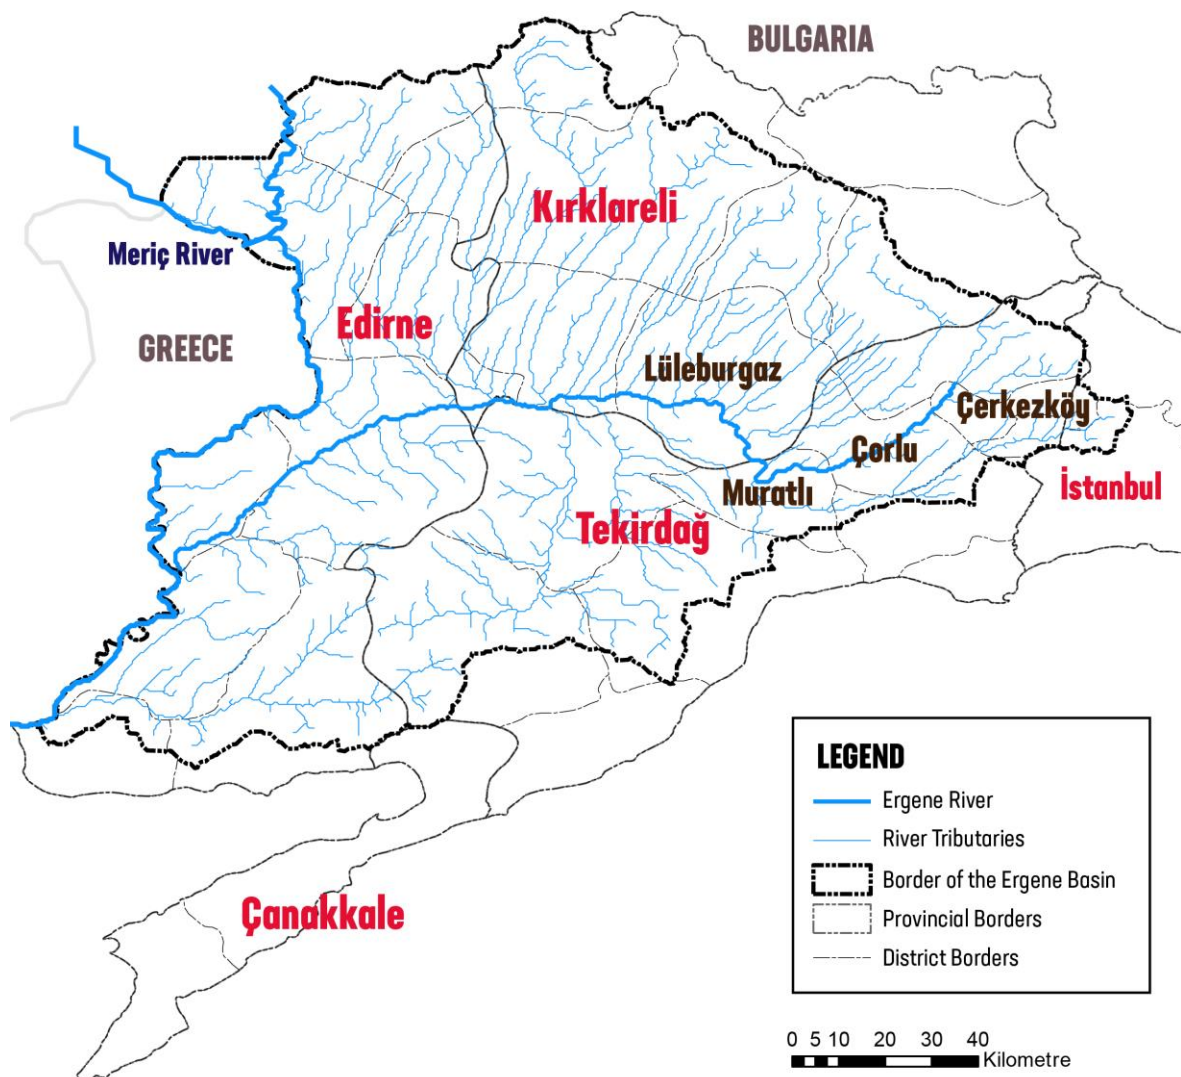 BULGARIA
Kırklareli
Meriç River
Edirne
GREECE
Lüleburgaz
Çerkezköy
Çorlu
Muratlı
İstanbul
Tekirdağ
Çanakkale
LEGEND
Ergene River
River Tributaries
Border of the Ergene Basin
Provincial Borders
District Borders
0 5 10 20 30 40
Kilometre